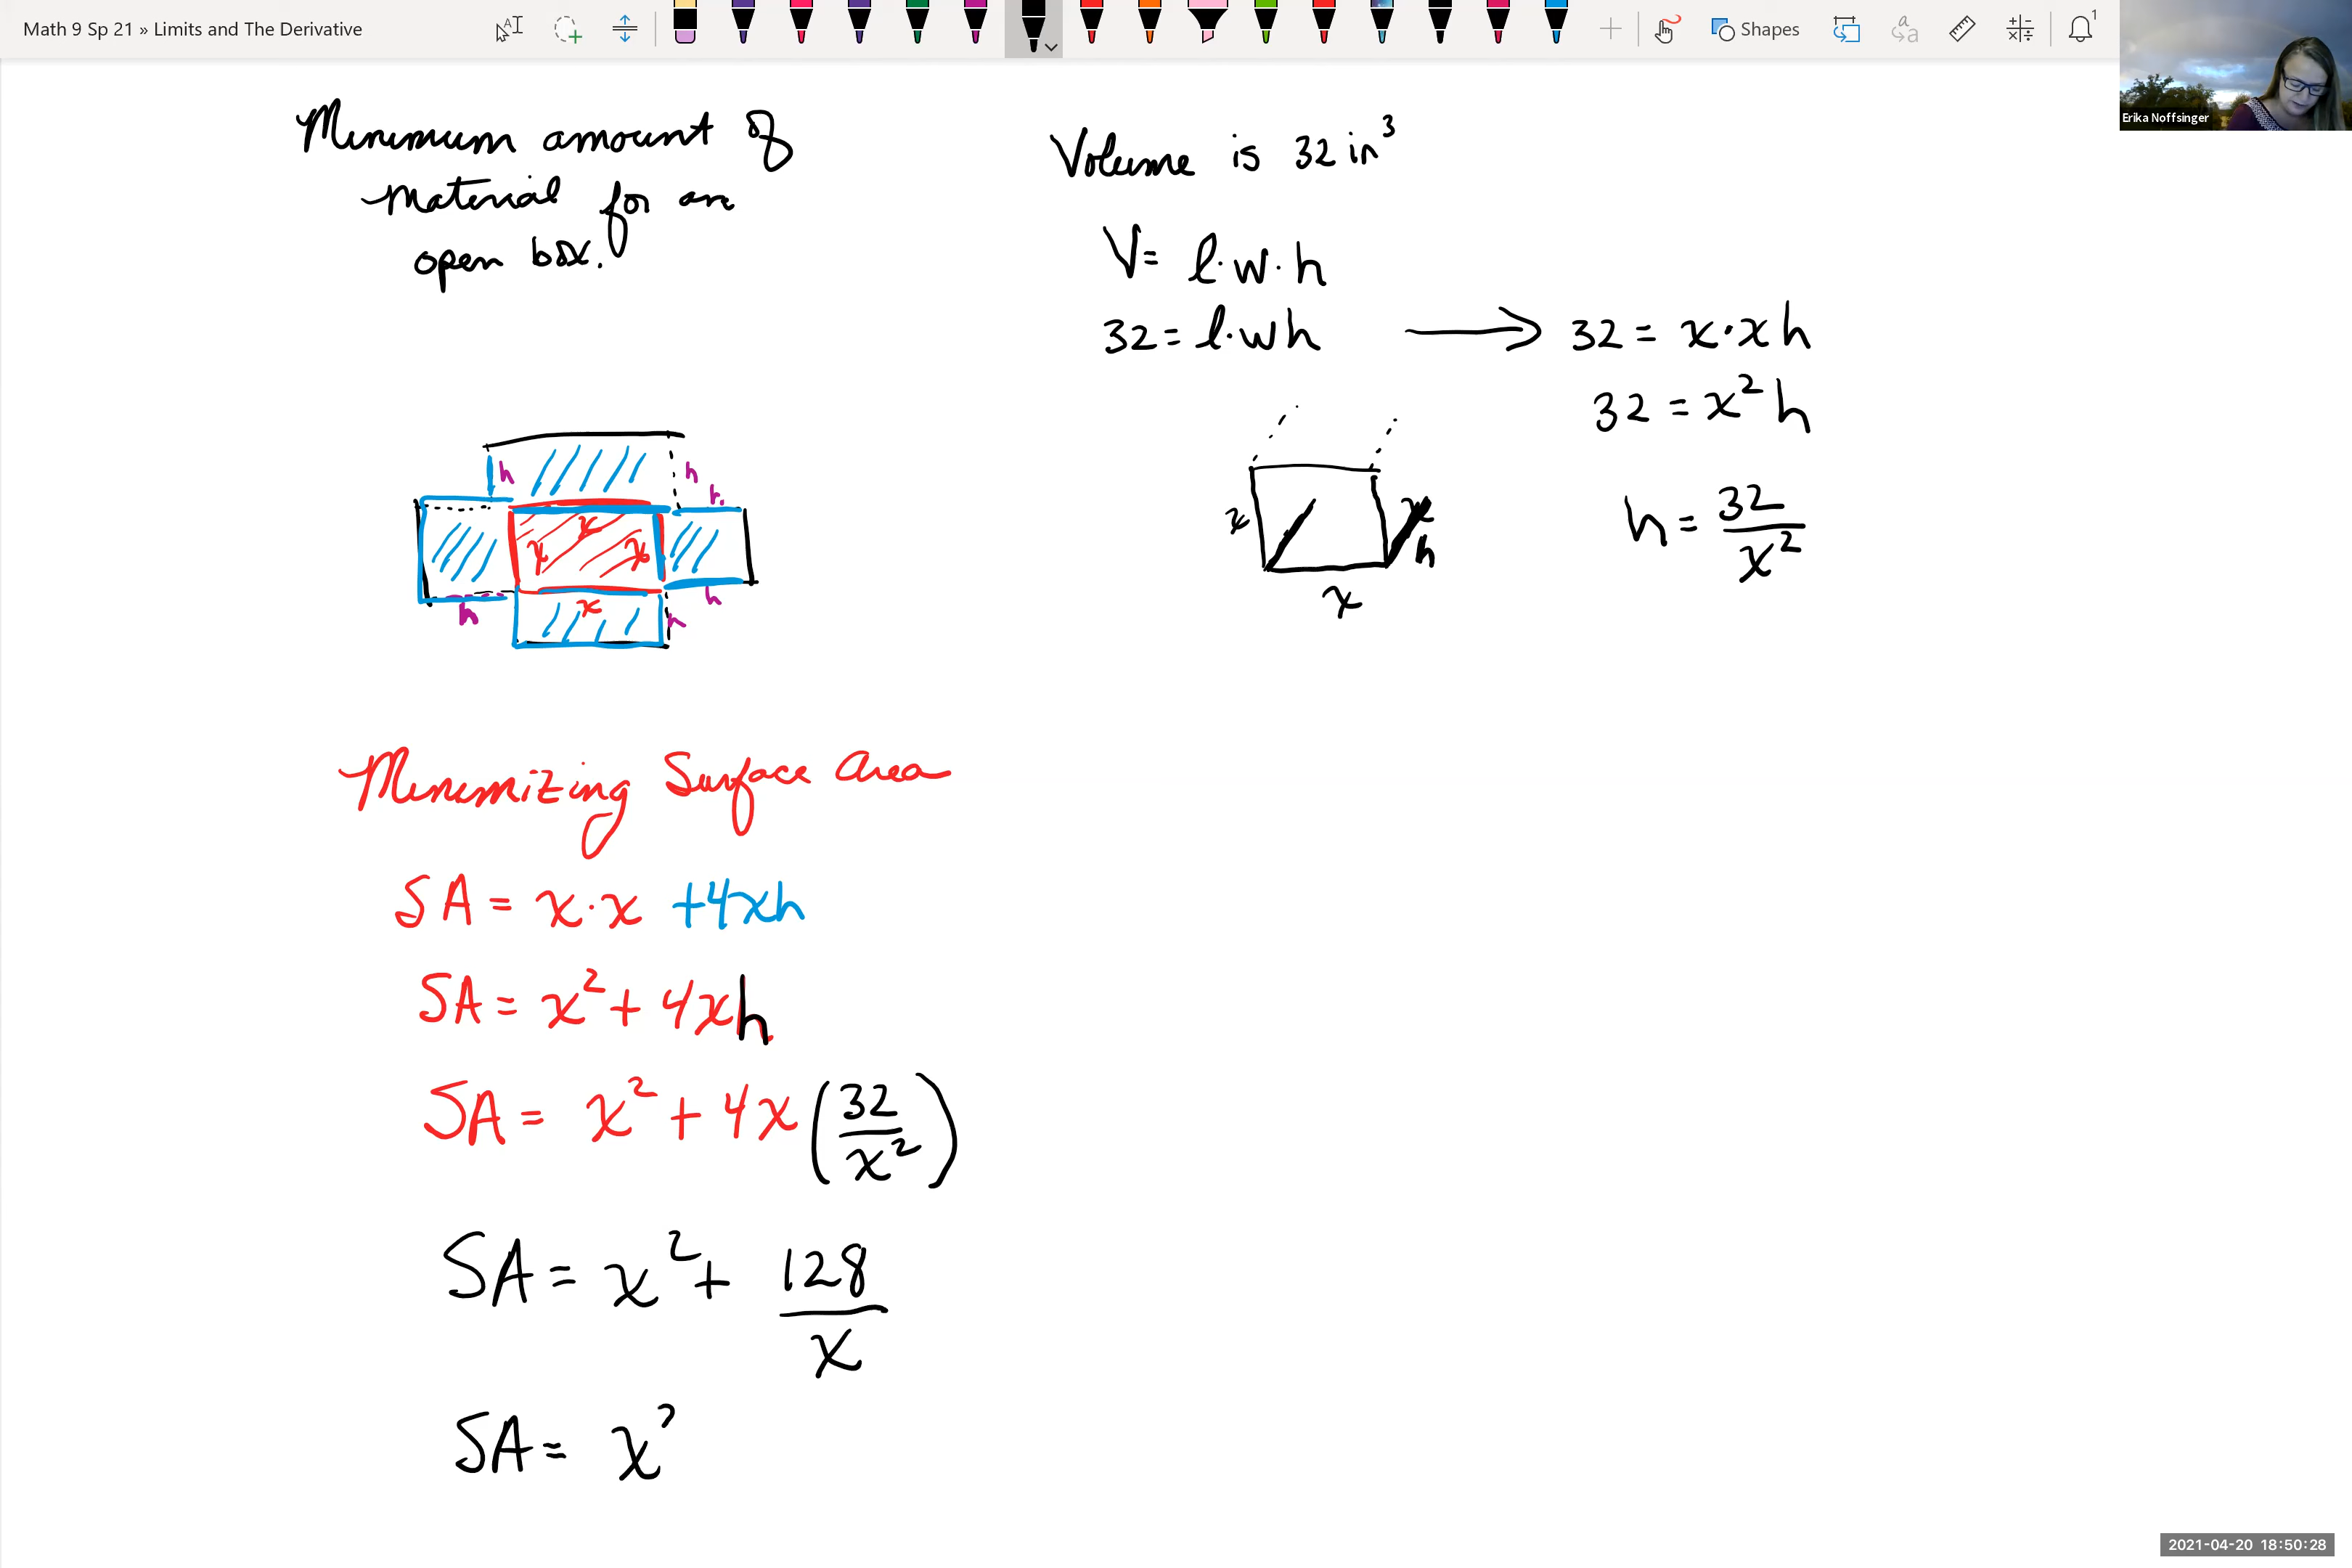 Math 9 Sp 21 » Limits and The Derivative
Shapes
1
Erika Noffsinger
Minimum amount of
material for an
open box.
Volume is 32 in³
V = l·w·h
32 = l·wh → 32 = x·xh
32 = x²h
h = 32/x²
h
h
h
x
x
x
h
h
x
h
x
x
h
x
Minimizing Surface Area
SA = x·x +4xh
SA = x² + 4xh
SA = x² + 4x(32/x²)
SA = x² + 128/x
SA = x²
2021-04-20 18:50:28